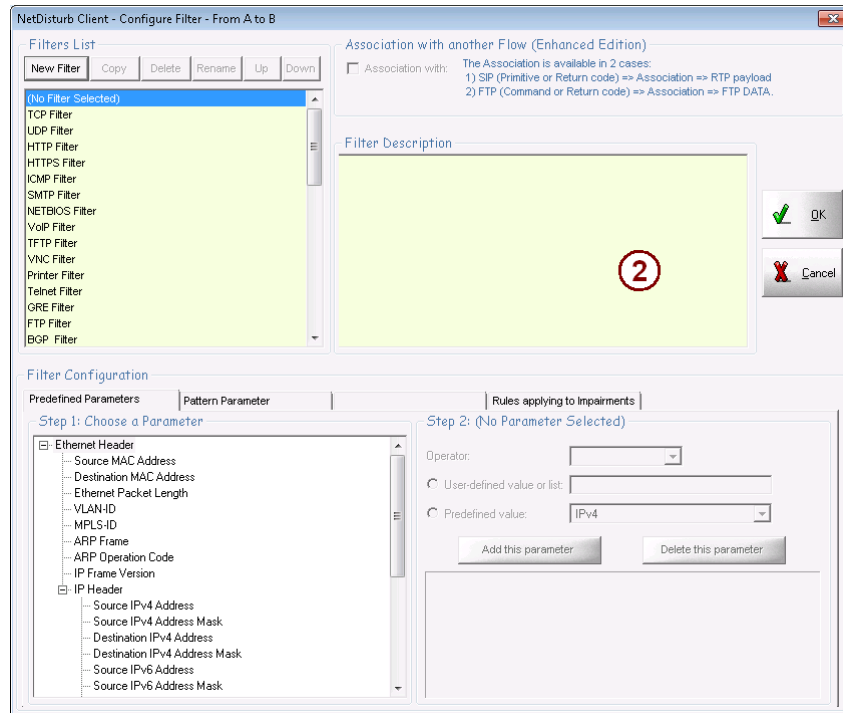 NetDisturb Client - Configure Filter - From A to B
Filters List
New Filter Copy Delete Rename Up Down
(No Filter Selected)
TCP Filter
UDP Filter
HTTP Filter
HTTPS Filter
ICMP Filter
SMTP Filter
NETBIOS Filter
VoIP Filter
TFTP Filter
VNC Filter
Printer Filter
Telnet Filter
GRE Filter
FTP Filter
BGP Filter
Association with another Flow (Enhanced Edition)
Association with:
The Association is available in 2 cases:
1) SIP (Primitive or Return code) => Association => RTP payload
2) FTP (Command or Return code) => Association => FTP DATA.
Filter Description
2
OK
Cancel
Filter Configuration
Predefined Parameters Pattern Parameter Rules applying to Impairments
Step 1: Choose a Parameter
Ethernet Header
Source MAC Address
Destination MAC Address
Ethernet Packet Length
VLAN-ID
MPLS-ID
ARP Frame
ARP Operation Code
IP Frame Version
IP Header
Source IPv4 Address
Source IPv4 Address Mask
Destination IPv4 Address
Destination IPv4 Address Mask
Source IPv6 Address
Source IPv6 Address Mask
Step 2: (No Parameter Selected)
Operator:
User-defined value or list:
Predefined value: IPv4
Add this parameter Delete this parameter